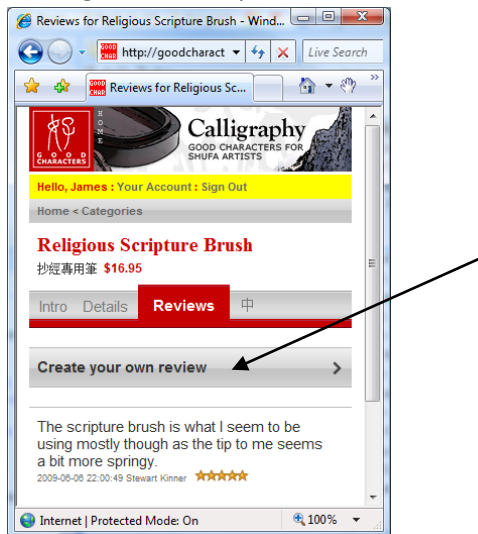 Reviews for Religious Scripture Brush - Wind...
http://goodcharact
Live Search
Reviews for Religious Sc...
GOOD
CHARACTERS
HOME
Calligraphy
GOOD CHARACTERS FOR
SHUFA ARTISTS
Hello, James : Your Account : Sign Out
Home < Categories
Religious Scripture Brush
抄經專用筆 $16.95
Intro Details Reviews 中
Create your own review
The scripture brush is what I seem to be
using mostly though as the tip to me seems
a bit more springy.
2009-06-06 22:00:49 Stewart Kinner
Internet | Protected Mode: On
100%